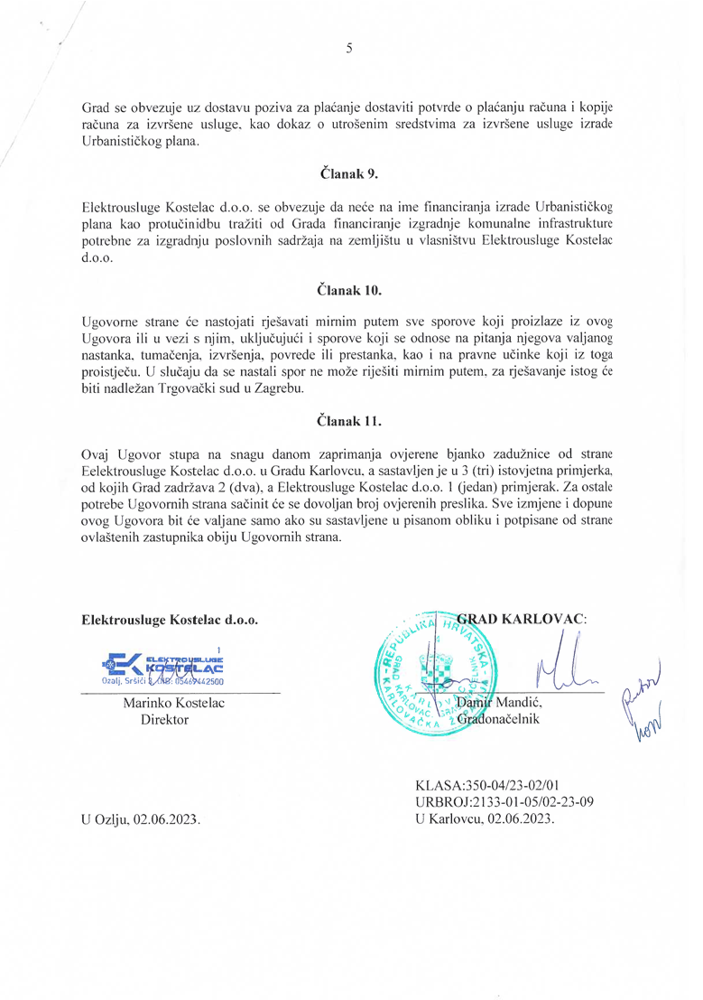 5
Grad se obvezuje uz dostavu poziva za plaćanje dostaviti potvrde o plaćanju računa i kopije
računa za izvršene usluge, kao dokaz o utrošenim sredstvima za izvršene usluge izrade
Urbanističkog plana.
Članak 9.
Elektrousluge Kostelac d.o.o. se obvezuje da neće na ime financiranja izrade Urbanističkog
plana kao protučinidbu tražiti od Grada financiranje izgradnje komunalne infrastrukture
potrebne za izgradnju poslovnih sadržaja na zemljištu u vlasništvu Elektrousluge Kostelac
d.o.o.
Članak 10.
Ugovorne strane će nastojati rješavati mirnim putem sve sporove koji proizlaze iz ovog
Ugovora ili u vezi s njim, uključujući i sporove koji se odnose na pitanja njegova valjanog
nastanka, tumačenja, izvršenja, povrede ili prestanka, kao i na pravne učinke koji iz toga
proistječu. U slučaju da se nastali spor ne može riješiti mirnim putem, za rješavanje istog će
biti nadležan Trgovački sud u Zagrebu.
Članak 11.
Ovaj Ugovor stupa na snagu danom zaprimanja ovjerene bjanko zadužnice od strane
Eelektrousluge Kostelac d.o.o. u Gradu Karlovcu, a sastavljen je u 3 (tri) istovjetna primjerka,
od kojih Grad zadržava 2 (dva), a Elektrousluge Kostelac d.o.o. 1 (jedan) primjerak. Za ostale
potrebe Ugovornih strana sačinit će se dovoljan broj ovjerenih preslika. Sve izmjene i dopune
ovog Ugovora bit će valjane samo ako su sastavljene u pisanom obliku i potpisane od strane
ovlaštenih zastupnika obiju Ugovornih strana.
Elektrousluge Kostelac d.o.o.
GRAD KARLOVAC:
1
EK ELEKTROUSLUGE
KOSTELAC
Ozalj, Sršići 05469442500
REPUBLIKA HRVATSKA
KARLOVAČKA ŽUPANIJA
GRAD KARLOVAC
KARLOVAC
Marinko Kostelac
Direktor
Damir Mandić,
Gradonačelnik
KLASA:350-04/23-02/01
URBROJ:2133-01-05/02-23-09
U Ozlju, 02.06.2023.
U Karlovcu, 02.06.2023.